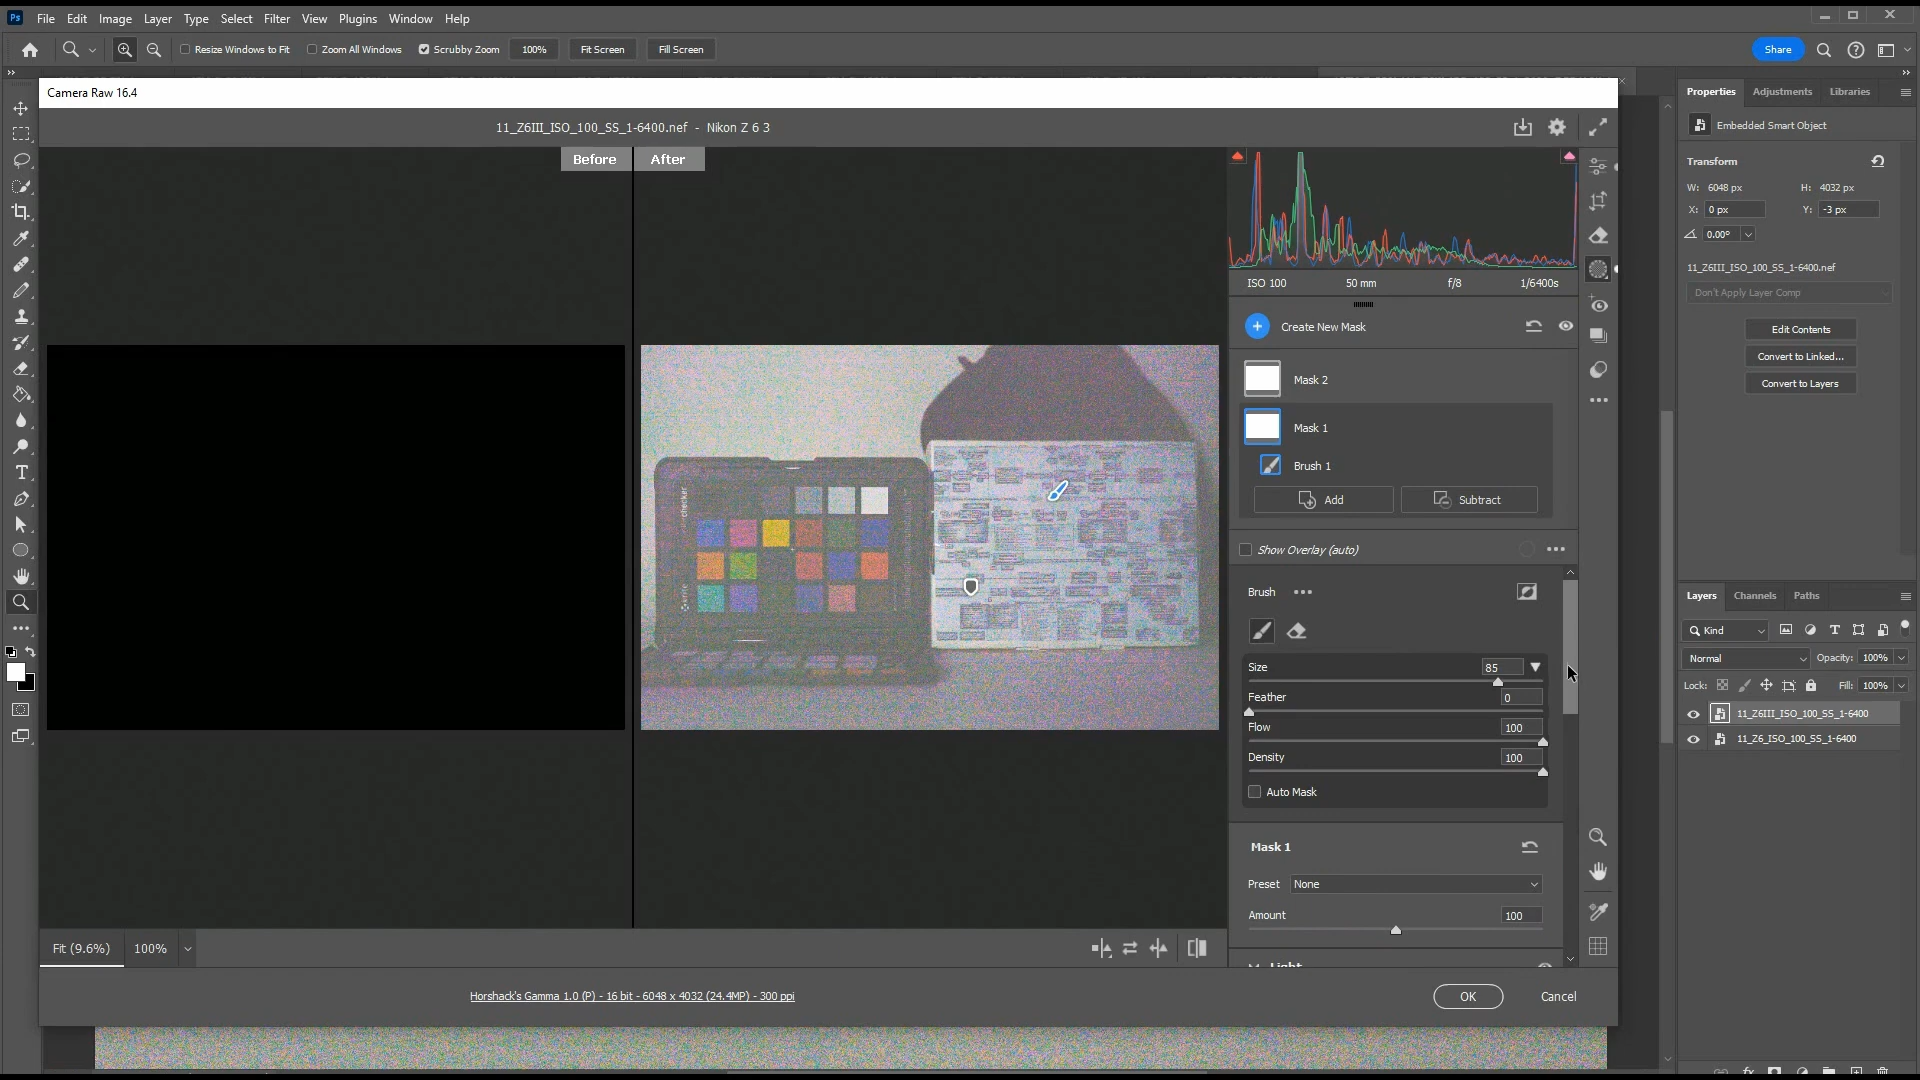 Ps File Edit Image Layer Type Select Filter View Plugins Window Help
Resize Windows to Fit Zoom All Windows Scrubby Zoom 100% Fit Screen Fill Screen Share
Camera Raw 16.4
11_Z6III_ISO_100_SS_1-6400.nef - Nikon Z 6 3
Before After
ISO 100 50 mm f/8 1/6400s
Create New Mask
Mask 2
Mask 1
Brush 1
Add Subtract
Show Overlay (auto)
Brush
Size 85
Feather 0
Flow 100
Density 100
Auto Mask
Mask 1
Preset None
Amount 100
Light
Fit (9.6%) 100%
Horshack's Gamma 1.0 (P) - 16 bit - 6048 x 4032 (24.4MP) - 300 ppi
OK Cancel
Properties Adjustments Libraries
Embedded Smart Object
Transform
W: 6048 px H: 4032 px
X: 0 px Y: -3 px
0.00°
11_Z6III_ISO_100_SS_1-6400.nef
Don't Apply Layer Comp
Edit Contents
Convert to Linked...
Convert to Layers
Layers Channels Paths
Kind
Normal Opacity: 100%
Lock: Fill: 100%
11_Z6III_ISO_100_SS_1-6400
11_Z6_ISO_100_SS_1-6400